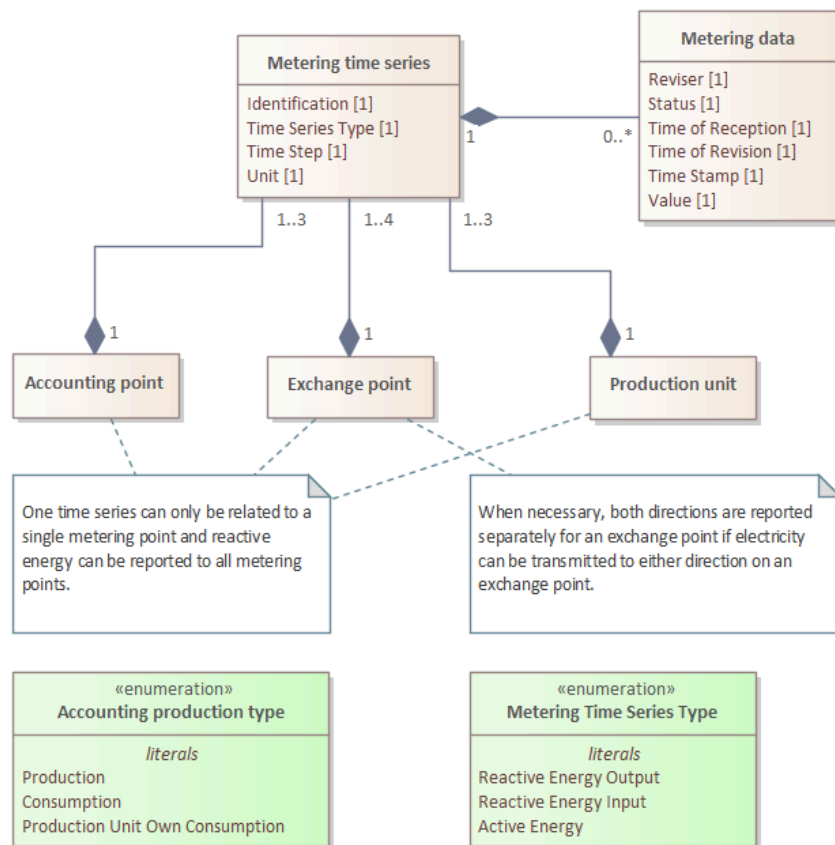 Metering data
Reviser [1]
Status [1]
Time of Reception [1]
Time of Revision [1]
Time Stamp [1]
Value [1]
Metering time series
Identification [1]
Time Series Type [1]
Time Step [1]
Unit [1]
1
0..*
1..3
1..4
1..3
1
1
1
Accounting point
Exchange point
Production unit
One time series can only be related to a
single metering point and reactive
energy can be reported to all metering
points.
When necessary, both directions are reported
separately for an exchange point if electricity
can be transmitted to either direction on an
exchange point.
«enumeration»
Accounting production type
literals
Production
Consumption
Production Unit Own Consumption
«enumeration»
Metering Time Series Type
literals
Reactive Energy Output
Reactive Energy Input
Active Energy